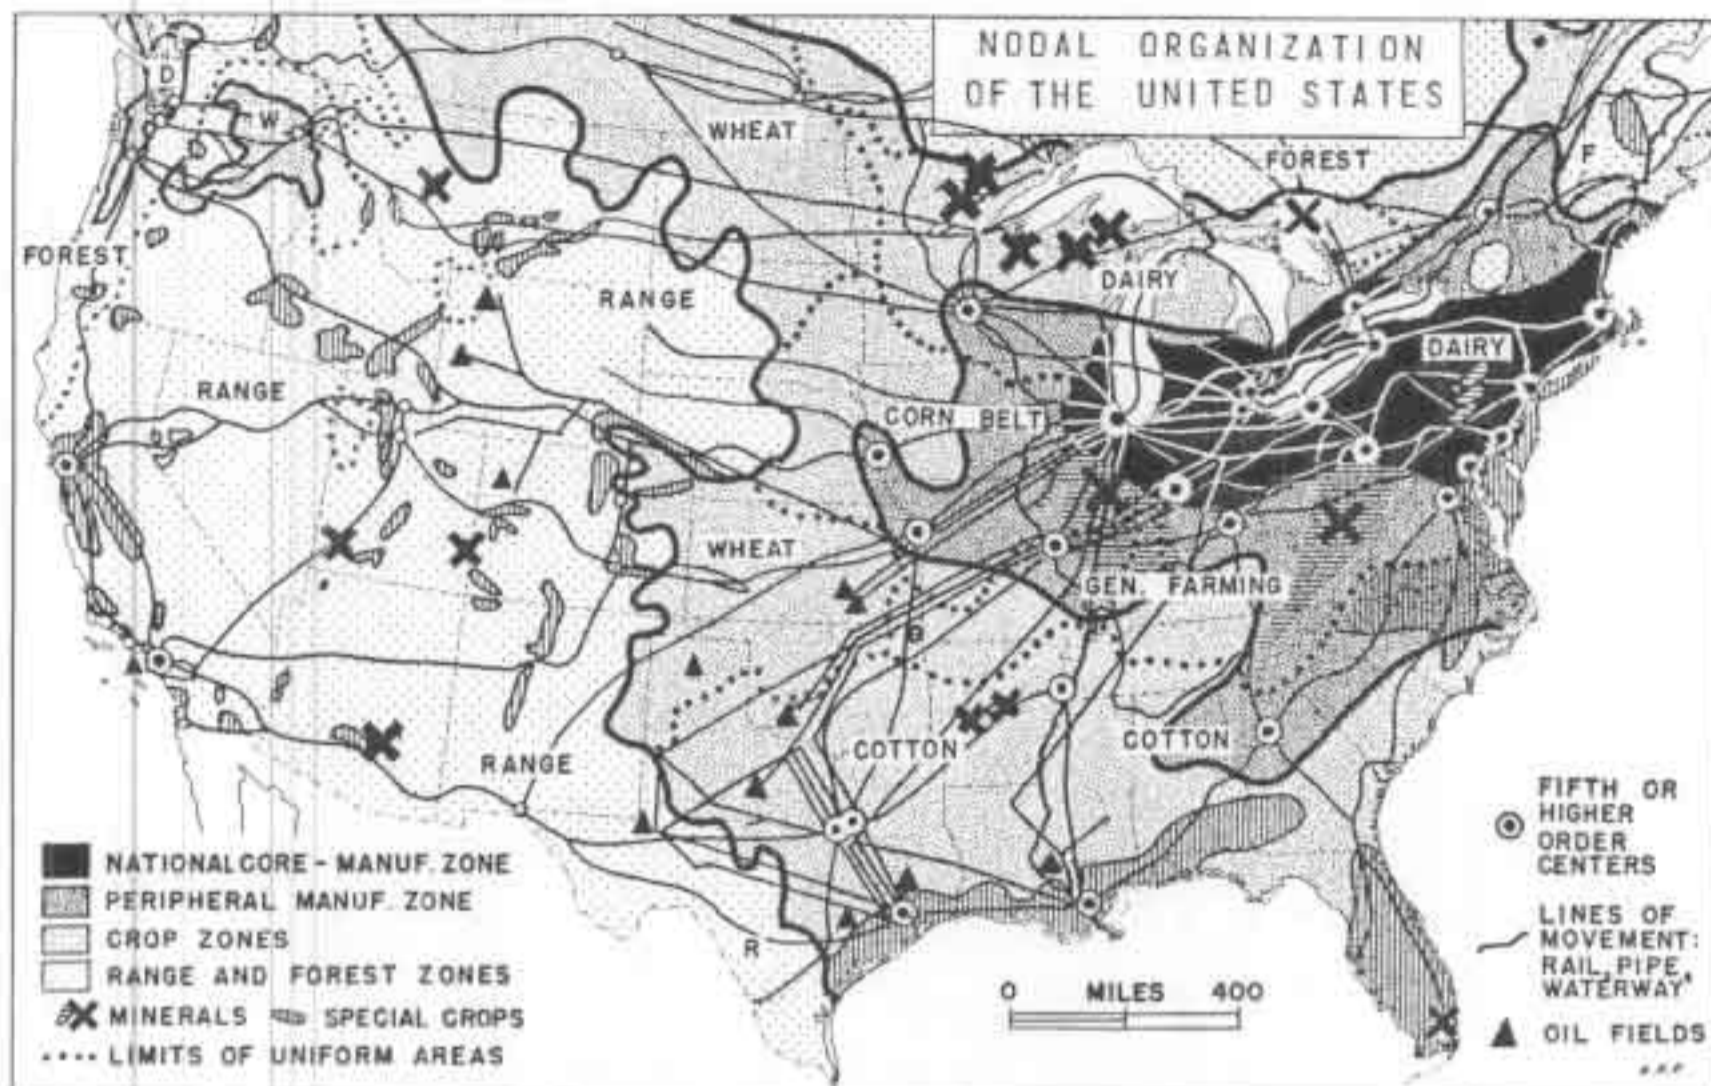 NODAL ORGANIZATION
OF THE UNITED STATES
D
W
D
WHEAT
FOREST
F
FOREST
DAIRY
RANGE
DAIRY
RANGE
CORN BELT
WHEAT
GEN. FARMING
COTTON
COTTON
RANGE
R
NATIONAL CORE - MANUF. ZONE
PERIPHERAL MANUF. ZONE
CROP ZONES
RANGE AND FOREST ZONES
MINERALS
SPECIAL CROPS
LIMITS OF UNIFORM AREAS
0 MILES 400
FIFTH OR
HIGHER
ORDER
CENTERS
LINES OF
MOVEMENT:
RAIL, PIPE,
WATERWAY
OIL FIELDS